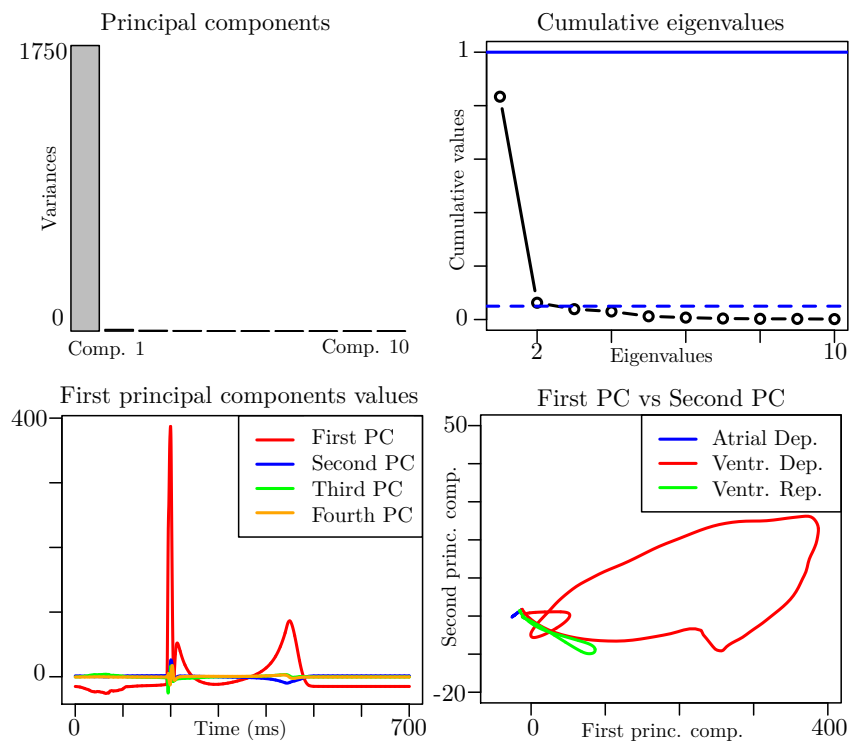 Principal components
1750
Variances
0
Comp. 1
Comp. 10
Cumulative eigenvalues
1
Cumulative values
0
2
10
Eigenvalues
First principal components values
400
First PC
Second PC
Third PC
Fourth PC
0
0
Time (ms)
700
First PC vs Second PC
50
Atrial Dep.
Ventr. Dep.
Ventr. Rep.
Second princ. comp.
-20
0
First princ. comp.
400